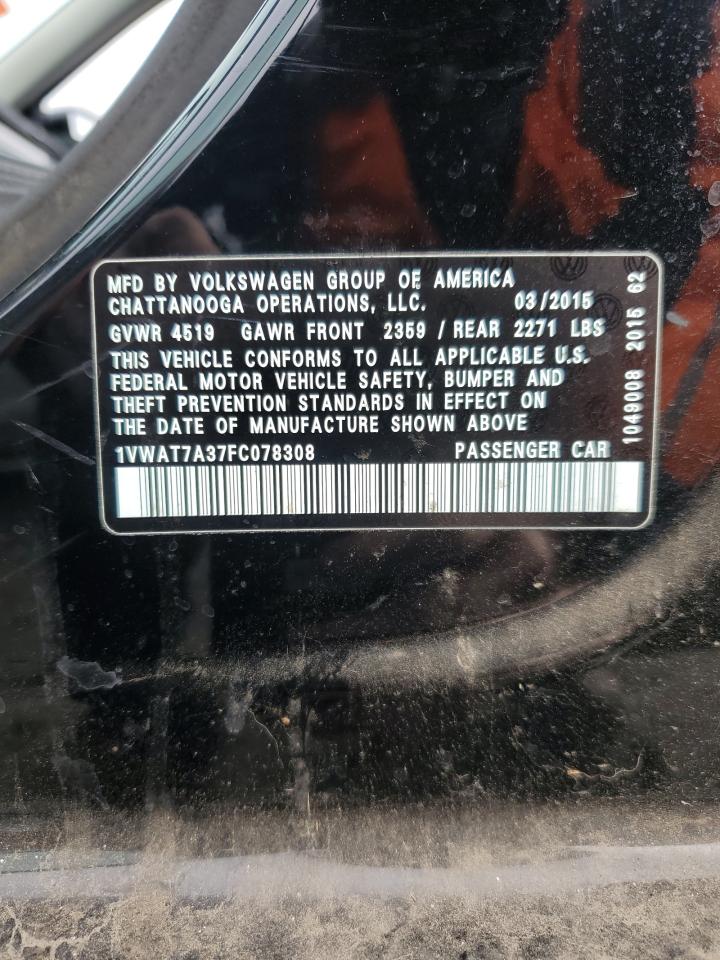 MFD BY VOLKSWAGEN GROUP OF AMERICA
CHATTANOOGA OPERATIONS, LLC. 03/2015
GVWR 4519 GAWR FRONT 2359 / REAR 2271 LBS
THIS VEHICLE CONFORMS TO ALL APPLICABLE U.S.
FEDERAL MOTOR VEHICLE SAFETY, BUMPER AND
THEFT PREVENTION STANDARDS IN EFFECT ON
THE DATE OF MANUFACTURE SHOWN ABOVE
1VWAT7A37FC078308 PASSENGER CAR
1049008 2015 62